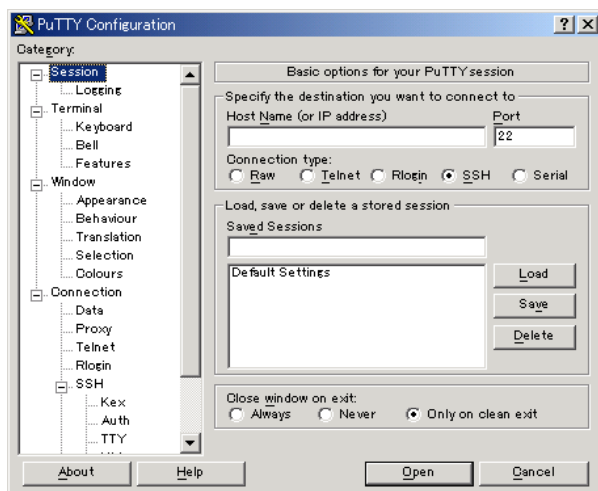 PuTTY Configuration
Category:
Session
Logging
Terminal
Keyboard
Bell
Features
Window
Appearance
Behaviour
Translation
Selection
Colours
Connection
Data
Proxy
Telnet
Rlogin
SSH
Kex
Auth
TTY
Basic options for your PuTTY session
Specify the destination you want to connect to
Host Name (or IP address) Port
22
Connection type:
Raw Telnet Rlogin SSH Serial
Load, save or delete a stored session
Saved Sessions
Default Settings
Load
Save
Delete
Close window on exit:
Always Never Only on clean exit
About Help Open Cancel